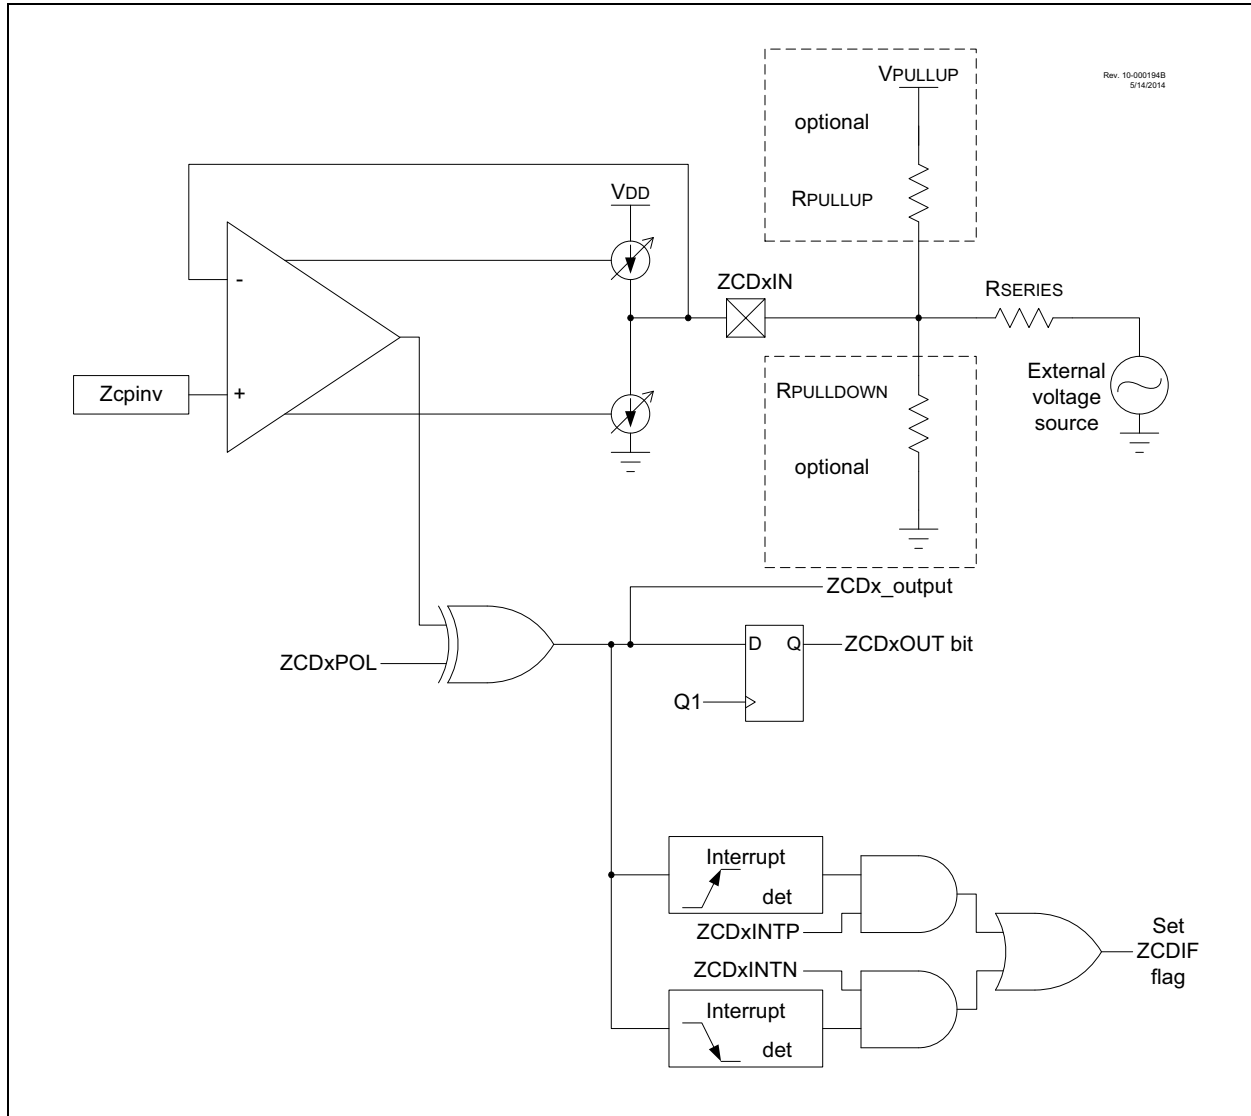 VPULLUP
Rev. 10-000194B
5/14/2014
optional
RPULLUP
VDD
ZCDxIN
RSERIES
-
Zcpinv
+
RPULLDOWN
External
voltage
source
optional
ZCDx_output
ZCDxPOL
D Q
ZCDxOUT bit
Q1
Interrupt
det
ZCDxINTP
ZCDxINTN
Set
ZCDIF
flag
Interrupt
det